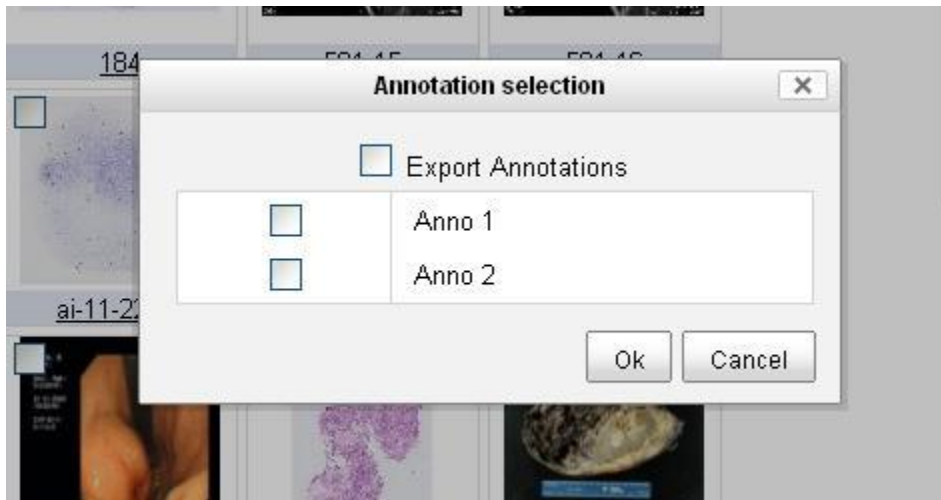 184
Annotation selection
Export Annotations
Anno 1
Anno 2
ai-11-2
Ok
Cancel